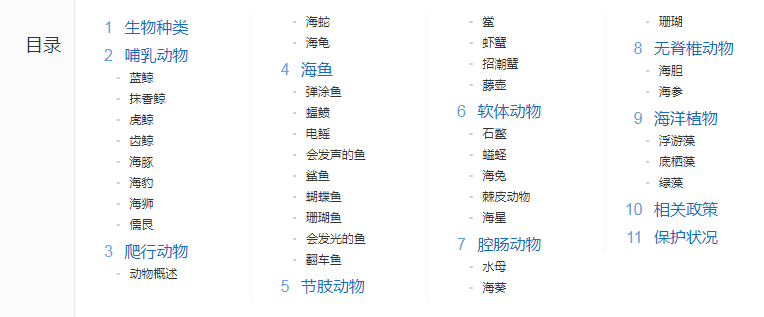 目录
1 生物种类
2 哺乳动物
- 蓝鲸
- 抹香鲸
- 虎鲸
- 齿鲸
- 海豚
- 海豹
- 海狮
- 儒艮
3 爬行动物
- 动物概述
- 海蛇
- 海龟
4 海鱼
- 弹涂鱼
- 蝠鲼
- 电鳐
- 会发声的鱼
- 鲨鱼
- 蝴蝶鱼
- 珊瑚鱼
- 会发光的鱼
- 翻车鱼
5 节肢动物
- 鲎
- 虾蟹
- 招潮蟹
- 藤壶
6 软体动物
- 石鳖
- 螠蛏
- 海兔
- 棘皮动物
- 海星
7 腔肠动物
- 水母
- 海葵
- 珊瑚
8 无脊椎动物
- 海胆
- 海参
9 海洋植物
- 浮游藻
- 底栖藻
- 绿藻
10 相关政策
11 保护状况